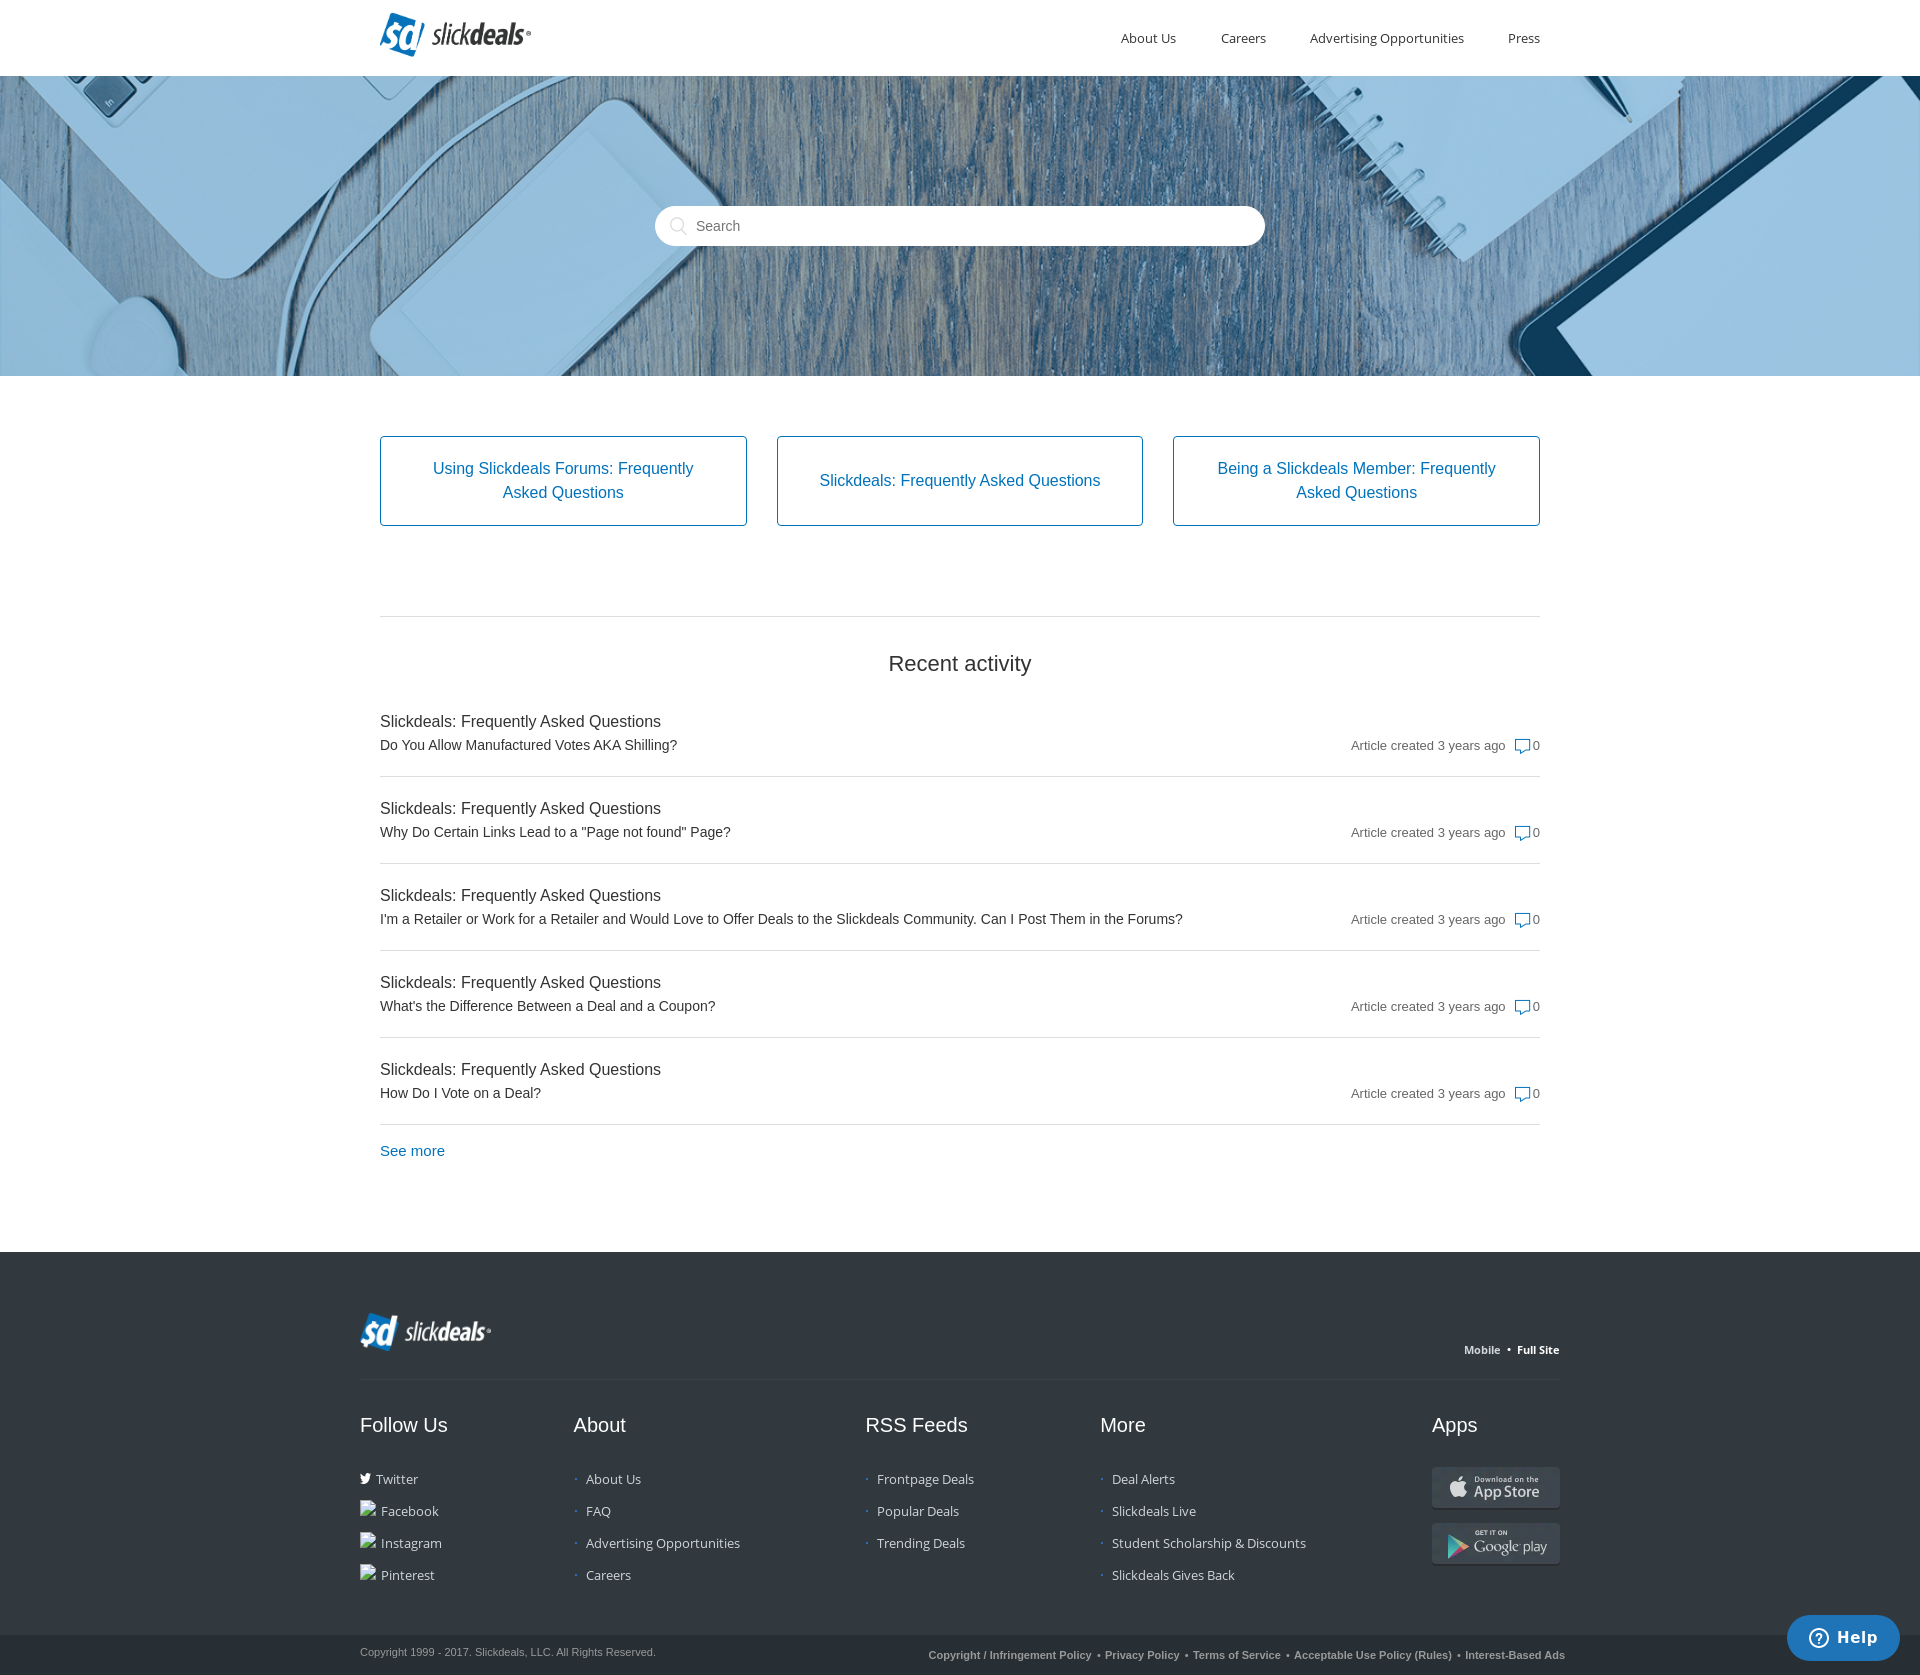 $d slickdeals®
About Us Careers Advertising Opportunities Press
fn
Search
Using Slickdeals Forums: Frequently
Asked Questions
Slickdeals: Frequently Asked Questions
Being a Slickdeals Member: Frequently
Asked Questions
Recent activity
Slickdeals: Frequently Asked Questions
Do You Allow Manufactured Votes AKA Shilling?
Article created 3 years ago 0
Slickdeals: Frequently Asked Questions
Why Do Certain Links Lead to a "Page not found" Page?
Article created 3 years ago 0
Slickdeals: Frequently Asked Questions
I'm a Retailer or Work for a Retailer and Would Love to Offer Deals to the Slickdeals Community. Can I Post Them in the Forums?
Article created 3 years ago 0
Slickdeals: Frequently Asked Questions
What's the Difference Between a Deal and a Coupon?
Article created 3 years ago 0
Slickdeals: Frequently Asked Questions
How Do I Vote on a Deal?
Article created 3 years ago 0
See more
$d slickdeals®
Mobile • Full Site
Follow Us
Twitter
Facebook
Instagram
Pinterest
About
· About Us
· FAQ
· Advertising Opportunities
· Careers
RSS Feeds
· Frontpage Deals
· Popular Deals
· Trending Deals
More
· Deal Alerts
· Slickdeals Live
· Student Scholarship & Discounts
· Slickdeals Gives Back
Apps
Download on the
App Store
GET IT ON
Google play
Copyright 1999 - 2017. Slickdeals, LLC. All Rights Reserved.
Copyright / Infringement Policy • Privacy Policy • Terms of Service • Acceptable Use Policy (Rules) • Interest-Based Ads
Help